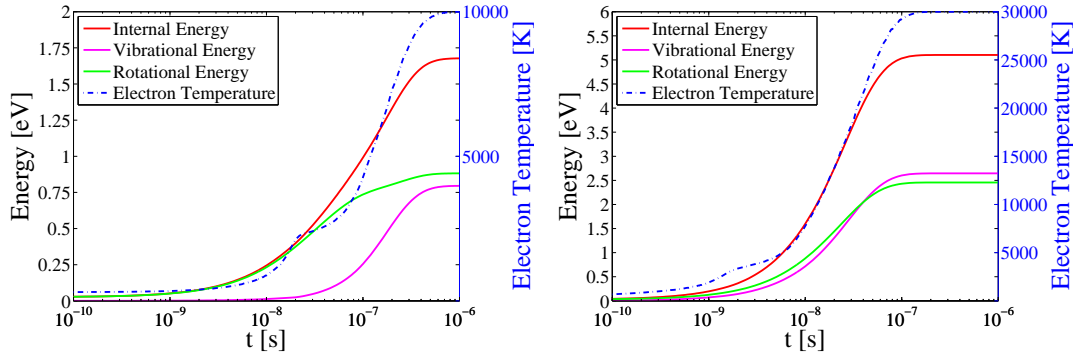 Internal Energy
Vibrational Energy
Rotational Energy
Electron Temperature
Energy [eV]
2
1.75
1.5
1.25
1
0.75
0.5
0.25
0
10000
5000
Electron Temperature [K]
10^-10
10^-9
10^-8
10^-7
10^-6
t [s]
Internal Energy
Vibrational Energy
Rotational Energy
Electron Temperature
Energy [eV]
6
5.5
5
4.5
4
3.5
3
2.5
2
1.5
1
0.5
0
30000
25000
20000
15000
10000
5000
Electron Temperature [K]
10^-10
10^-9
10^-8
10^-7
10^-6
t [s]